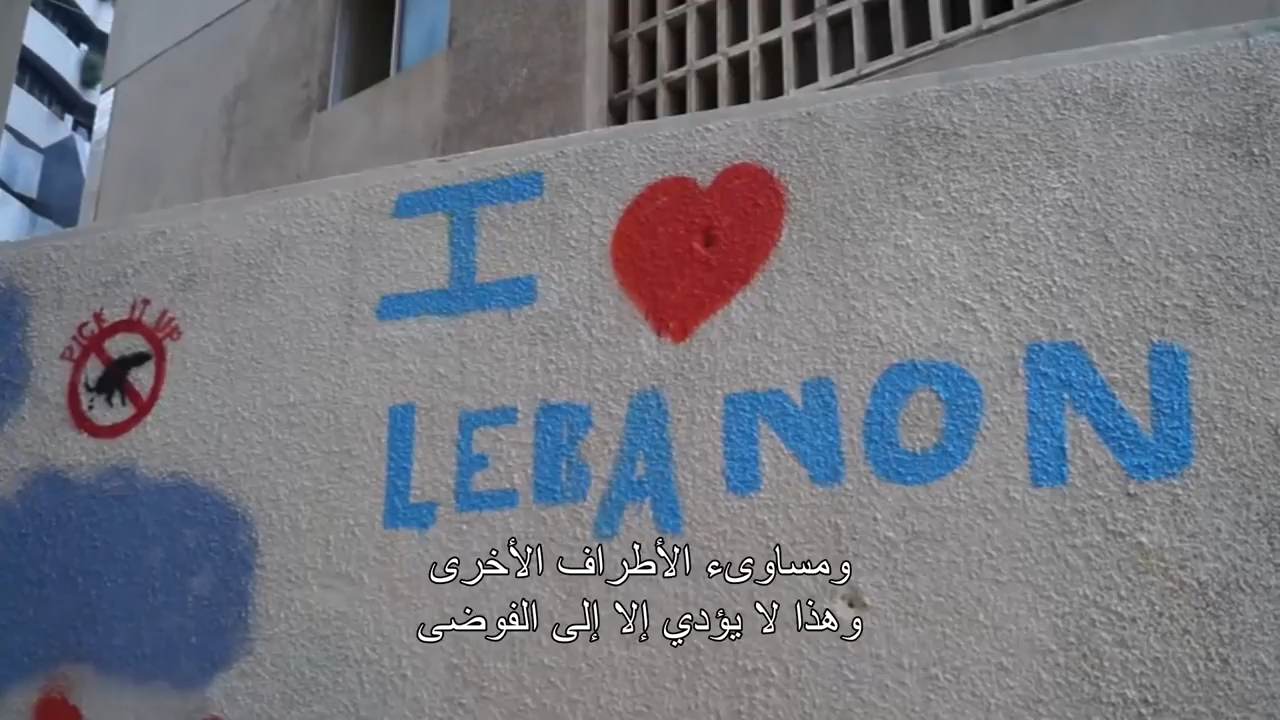 I
LEBANON
PICK IT UP
ومساوىء الأطراف الأخرى
وهذا لا يؤدي إلا إلى الفوضى